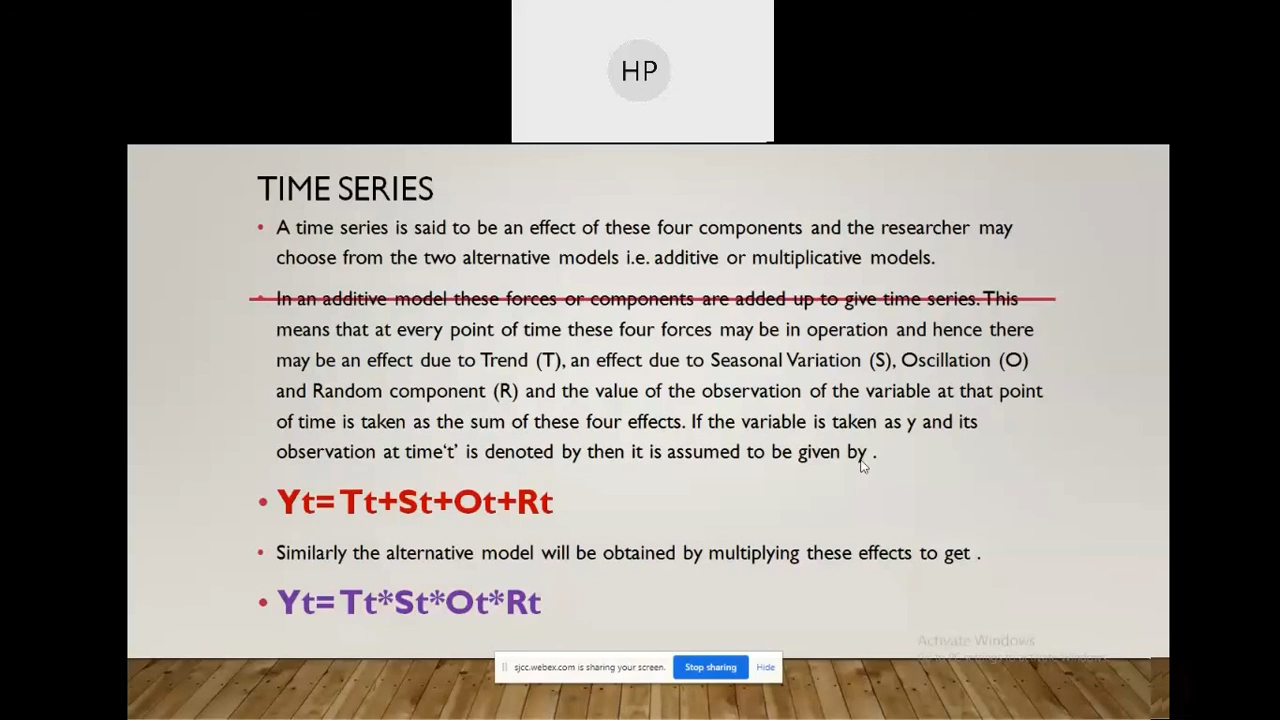 HP
TIME SERIES
• A time series is said to be an effect of these four components and the researcher may
choose from the two alternative models i.e. additive or multiplicative models.
• In an additive model these forces or components are added up to give time series. This
means that at every point of time these four forces may be in operation and hence there
may be an effect due to Trend (T), an effect due to Seasonal Variation (S), Oscillation (O)
and Random component (R) and the value of the observation of the variable at that point
of time is taken as the sum of these four effects. If the variable is taken as y and its
observation at time‘t’ is denoted by then it is assumed to be given by .
• Yt= Tt+St+Ot+Rt
• Similarly the alternative model will be obtained by multiplying these effects to get .
• Yt= Tt*St*Ot*Rt
Activate Windows
to PC settings to activate Windows.
sjcc.webex.com is sharing your screen. Stop sharing Hide